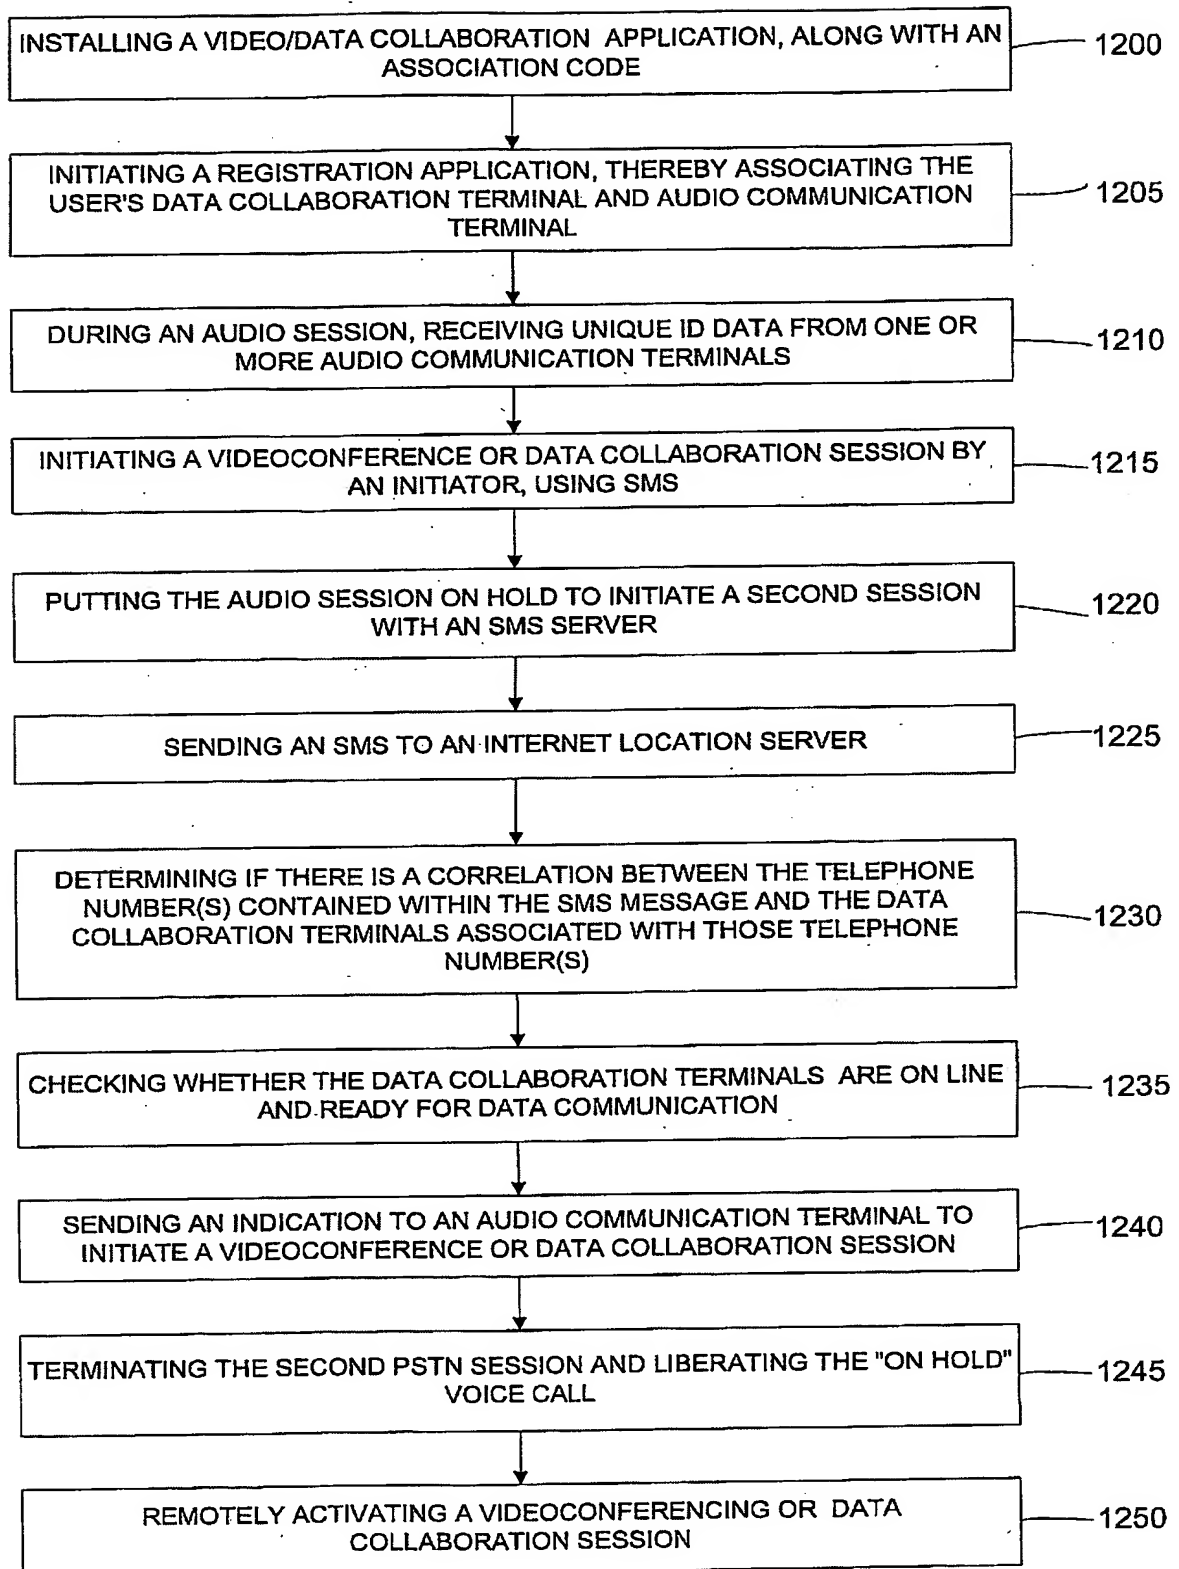 INSTALLING A VIDEO/DATA COLLABORATION APPLICATION, ALONG WITH AN
ASSOCIATION CODE
1200
INITIATING A REGISTRATION APPLICATION, THEREBY ASSOCIATING THE
USER'S DATA COLLABORATION TERMINAL AND AUDIO COMMUNICATION
TERMINAL
1205
DURING AN AUDIO SESSION, RECEIVING UNIQUE ID DATA FROM ONE OR
MORE AUDIO COMMUNICATION TERMINALS
1210
INITIATING A VIDEOCONFERENCE OR DATA COLLABORATION SESSION BY
AN INITIATOR, USING SMS
1215
PUTTING THE AUDIO SESSION ON HOLD TO INITIATE A SECOND SESSION
WITH AN SMS SERVER
1220
SENDING AN SMS TO AN INTERNET LOCATION SERVER
1225
DETERMINING IF THERE IS A CORRELATION BETWEEN THE TELEPHONE
NUMBER(S) CONTAINED WITHIN THE SMS MESSAGE AND THE DATA
COLLABORATION TERMINALS ASSOCIATED WITH THOSE TELEPHONE
NUMBER(S)
1230
CHECKING WHETHER THE DATA COLLABORATION TERMINALS ARE ON LINE
AND READY FOR DATA COMMUNICATION
1235
SENDING AN INDICATION TO AN AUDIO COMMUNICATION TERMINAL TO
INITIATE A VIDEOCONFERENCE OR DATA COLLABORATION SESSION
1240
TERMINATING THE SECOND PSTN SESSION AND LIBERATING THE "ON HOLD"
VOICE CALL
1245
REMOTELY ACTIVATING A VIDEOCONFERENCING OR DATA
COLLABORATION SESSION
1250